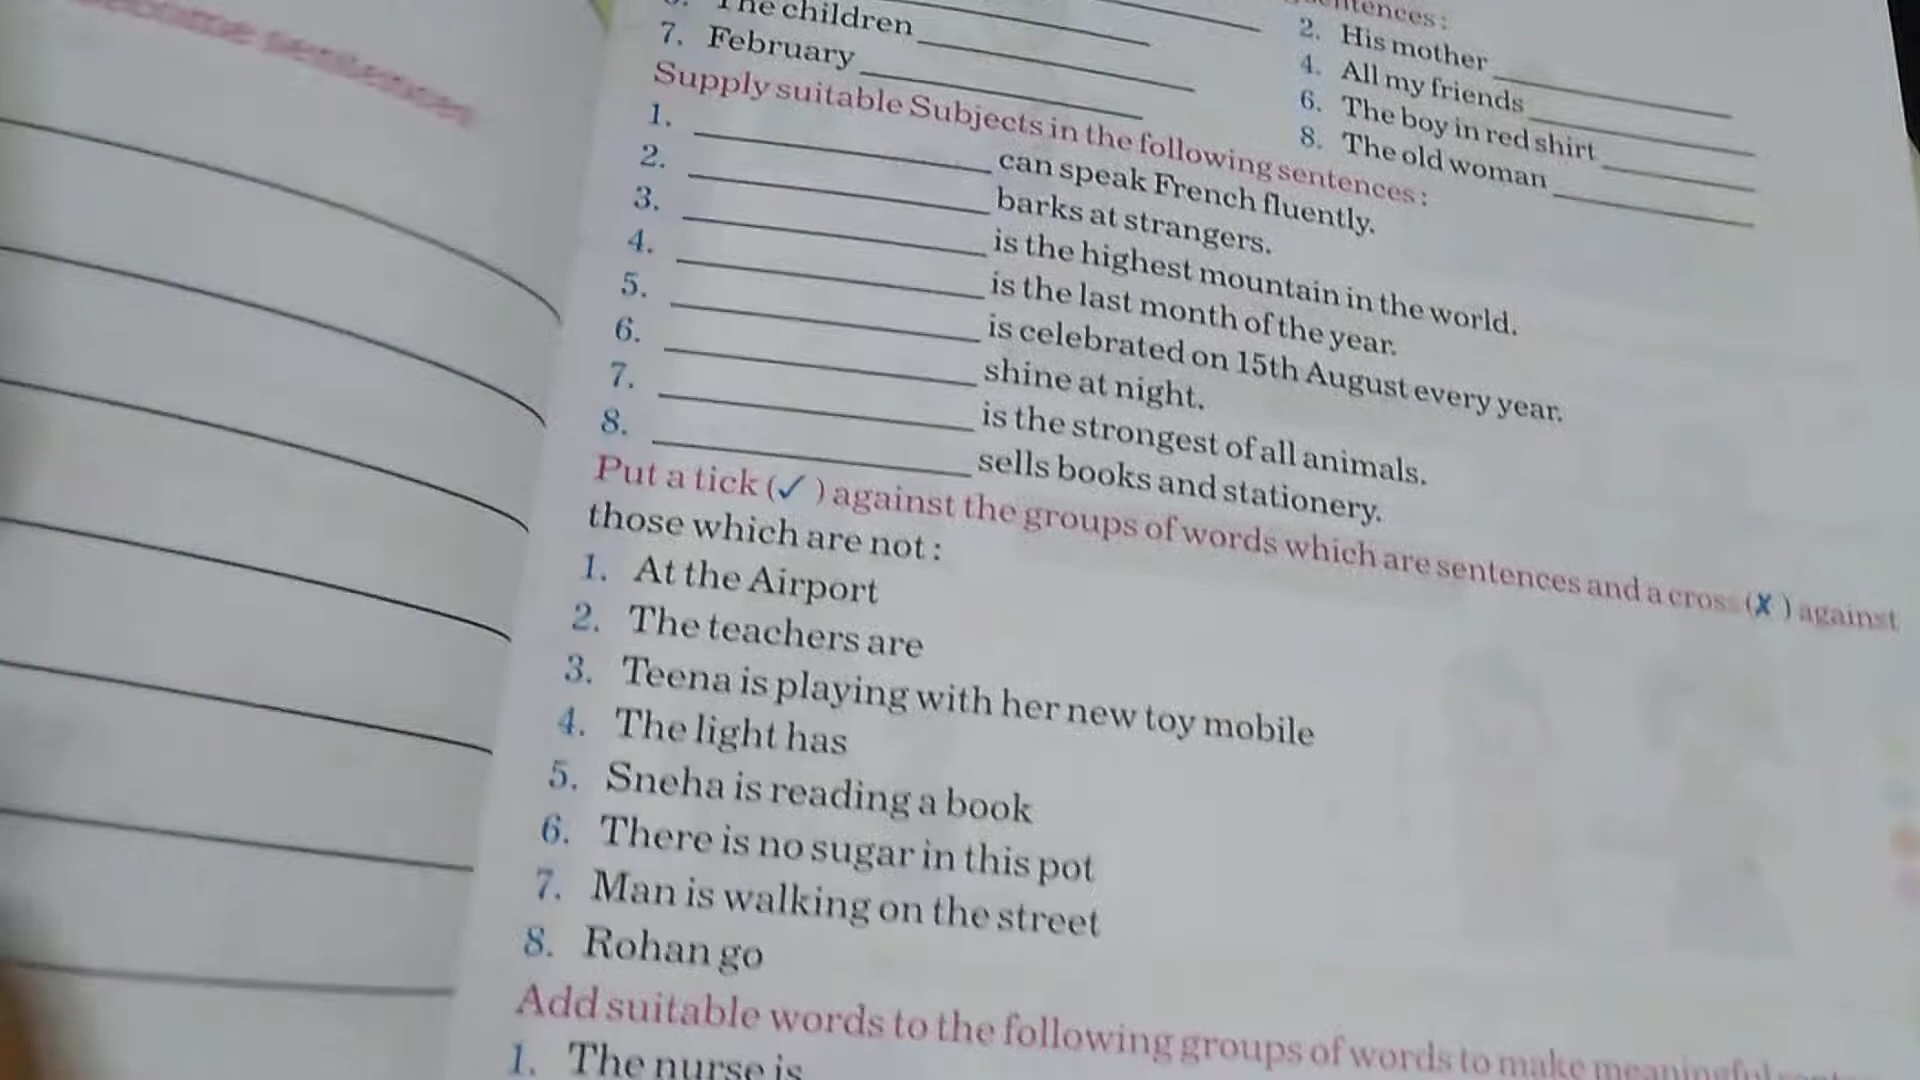 The children
7. February
2. His mother
4. All my friends
6. The boy in red shirt
8. The old woman
Supply suitable Subjects in the following sentences :
1. can speak French fluently.
2. barks at strangers.
3. is the highest mountain in the world.
4. is the last month of the year.
5. is celebrated on 15th August every year.
6. shine at night.
7. is the strongest of all animals.
8. sells books and stationery.
Put a tick (✓) against the groups of words which are sentences and a cross (✗) against
those which are not :
1. At the Airport
2. The teachers are
3. Teena is playing with her new toy mobile
4. The light has
5. Sneha is reading a book
6. There is no sugar in this pot
7. Man is walking on the street
8. Rohan go
Add suitable words to the following groups of words to make meaningful
1. The nurse is